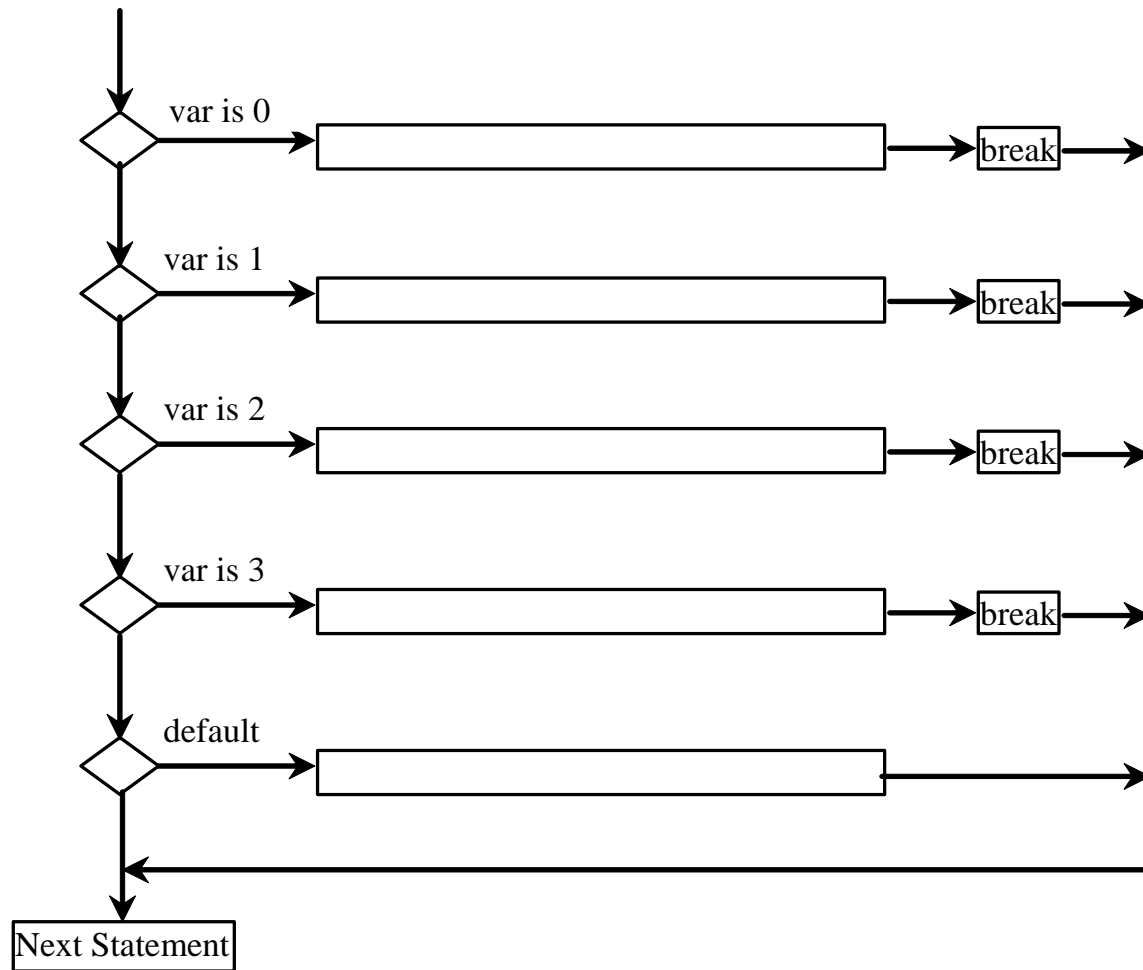 var is 0
break
var is 1
break
var is 2
break
var is 3
break
default
Next Statement